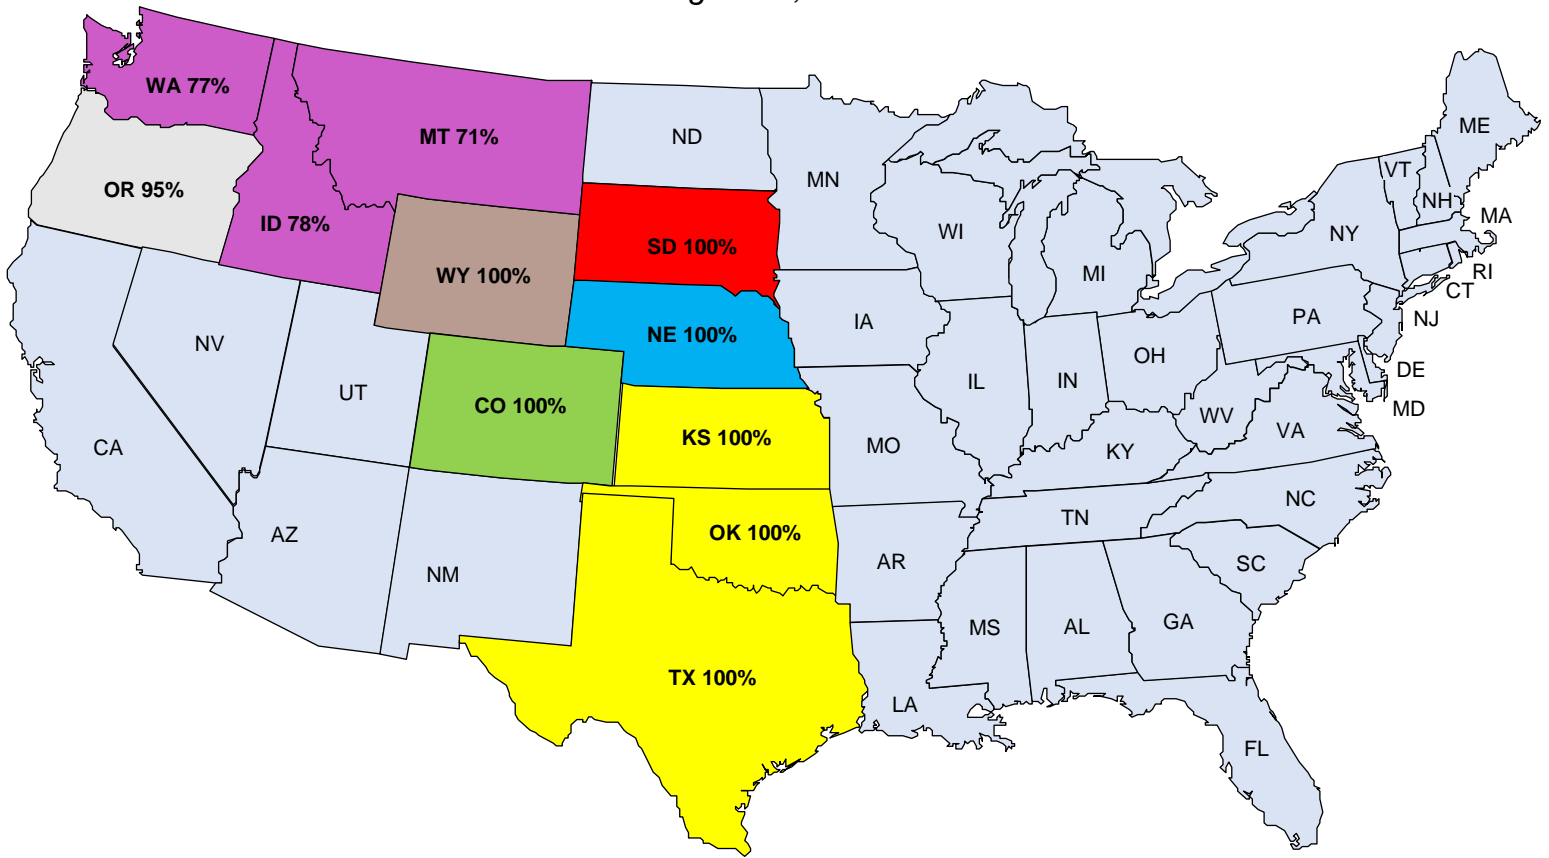 WA 77%
MT 71%
ND
ME
OR 95%
MN
VT
ID 78%
NH
MA
SD 100%
WI
NY
WY 100%
MI
RI
CT
NV
NE 100%
IA
PA
NJ
OH
UT
CO 100%
IL
IN
DE
MD
CA
KS 100%
MO
KY
WV
VA
AZ
OK 100%
TN
NC
NM
AR
SC
MS
AL
GA
TX 100%
LA
FL